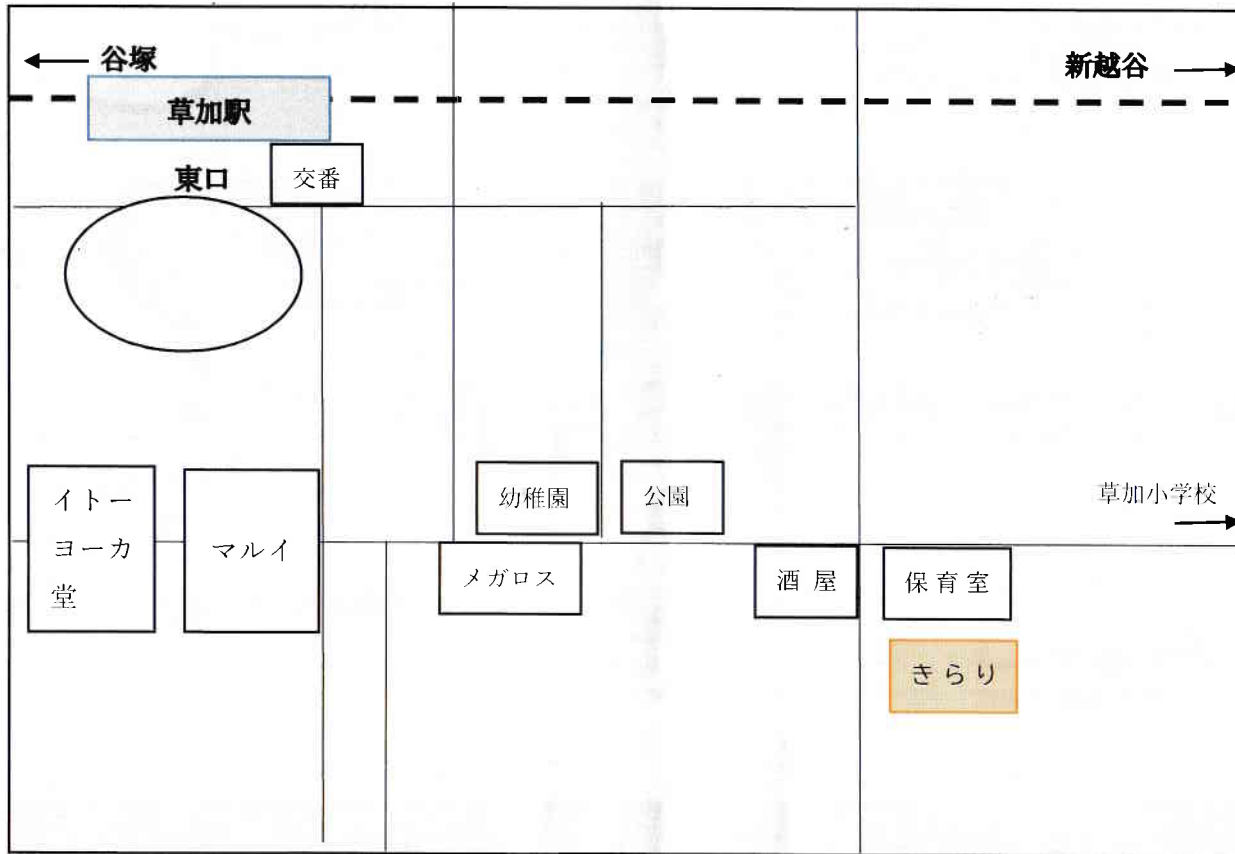 谷塚
新越谷
草加駅
東口
交番
イトー
ヨーカ
堂
マルイ
幼稚園
公園
草加小学校
メガロス
酒 屋
保 育 室
き ら り